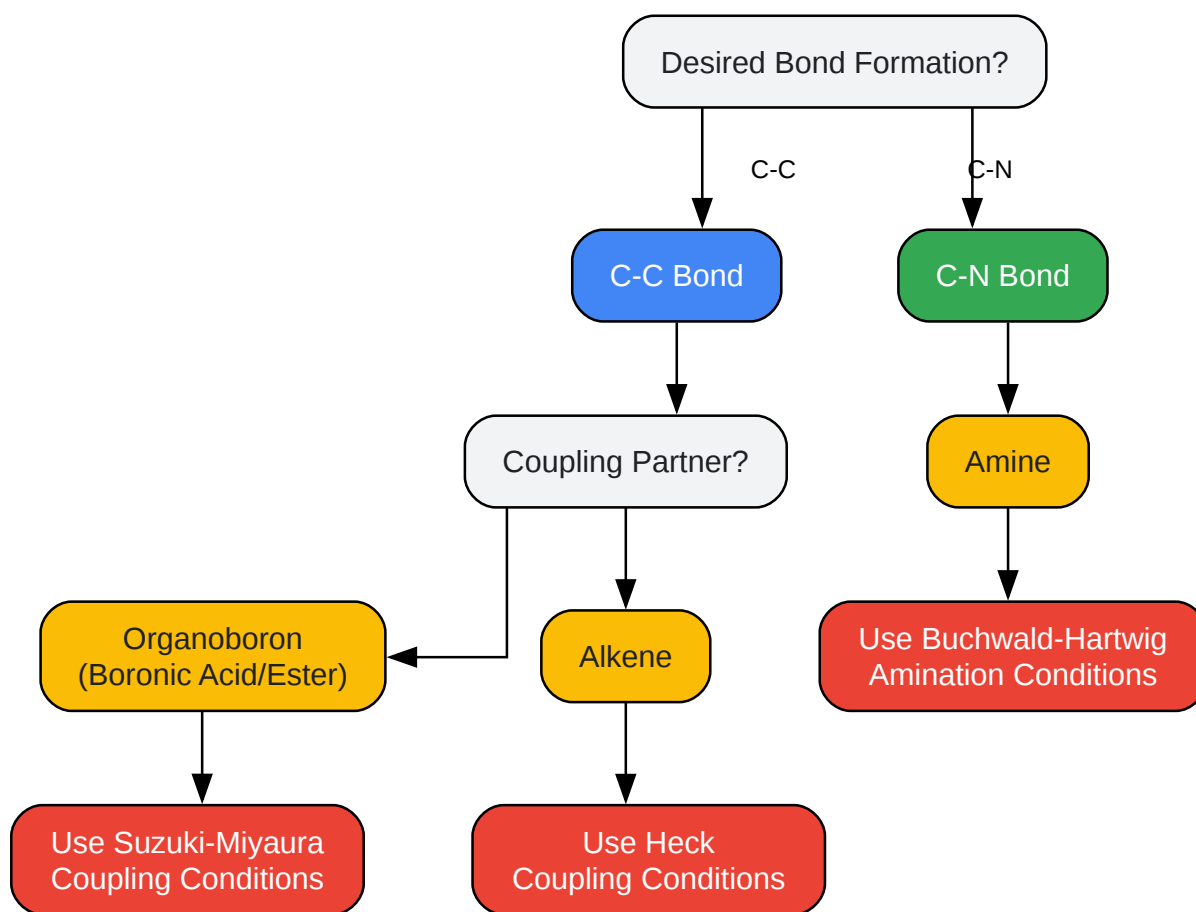 Desired Bond Formation?
C-C
C-N
C-C Bond
C-N Bond
Coupling Partner?
Amine
Organoboron
(Boronic Acid/Ester)
Alkene
Use Buchwald-Hartwig
Amination Conditions
Use Suzuki-Miyaura
Coupling Conditions
Use Heck
Coupling Conditions